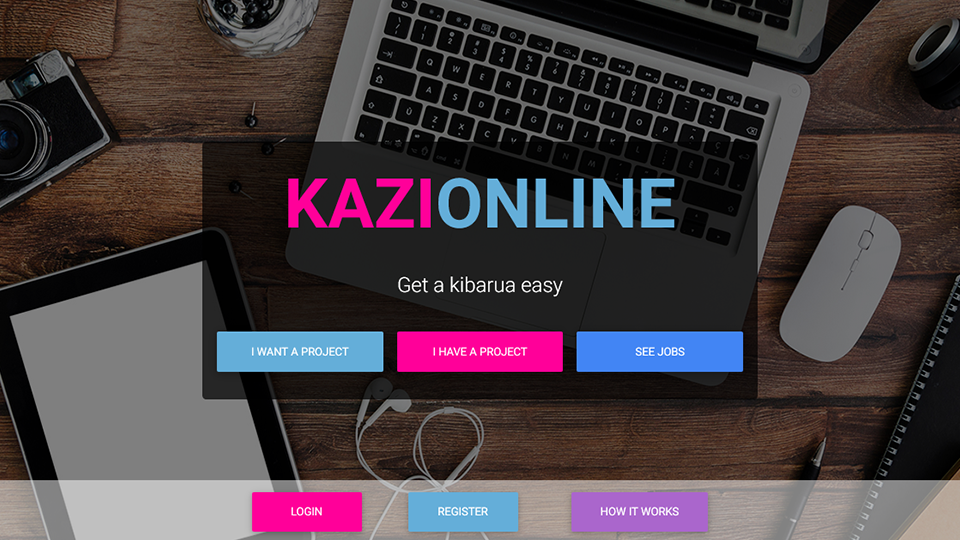 KAZIONLINE
Get a kibarua easy
I WANT A PROJECT
I HAVE A PROJECT
SEE JOBS
LOGIN
REGISTER
HOW IT WORKS